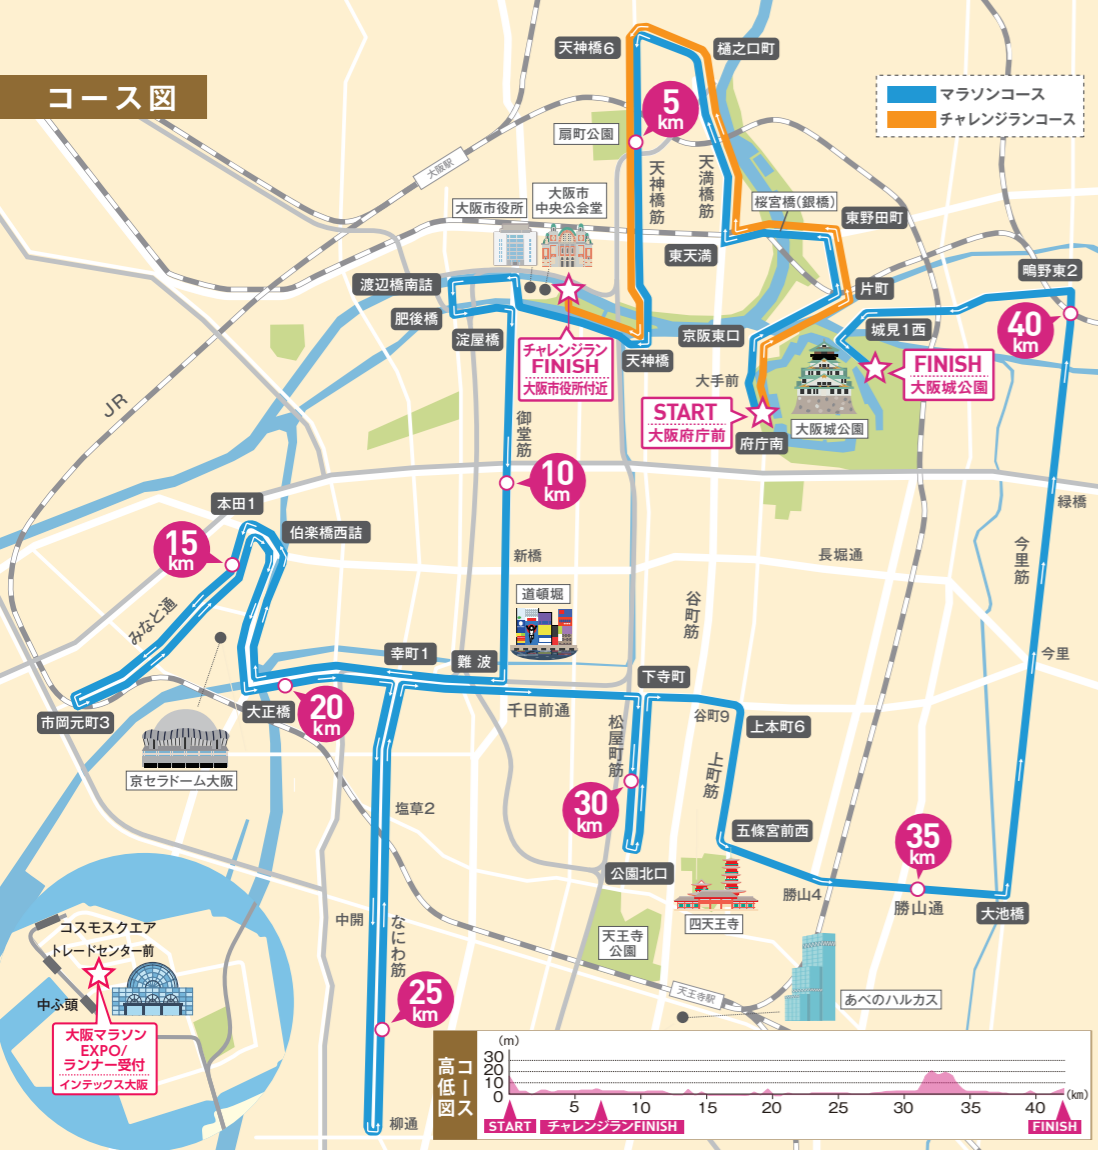 コース図
マラソンコース
チャレンジランコース
天神橋6
樋之口町
5
km
扇町公園
天神橋筋
天満橋筋
大阪駅
大阪市役所
大阪市
中央公会堂
桜宮橋(銀橋)
東野田町
東天満
渡辺橋南詰
肥後橋
淀屋橋
チャレンジラン
FINISH
大阪市役所付近
天神橋
京阪東口
片町
城見1西
鴫野東2
40
km
大手前
START
大阪府庁前
府庁南
大阪城公園
FINISH
大阪城公園
JR
御堂筋
10
km
本田1
伯楽橋西詰
15
km
みなと通
新橋
長堀通
緑橋
今里筋
道頓堀
谷町筋
今里
幸町1
難波
下寺町
市岡元町3
大正橋
20
km
千日前通
谷町9
上本町6
松屋町筋
上町筋
京セラドーム大阪
塩草2
30
km
五條宮前西
35
km
公園北口
勝山4
勝山通
大池橋
四天王寺
中開
なにわ筋
天王寺
公園
コスモスクエア
トレードセンター前
中ふ頭
大阪マラソン
EXPO/
ランナー受付
インテックス大阪
25
km
天王寺駅
あべのハルカス
柳通
コース
高低図
(m)
30
20
10
0
5
10
15
20
25
30
35
40
(km)
START
チャレンジランFINISH
FINISH